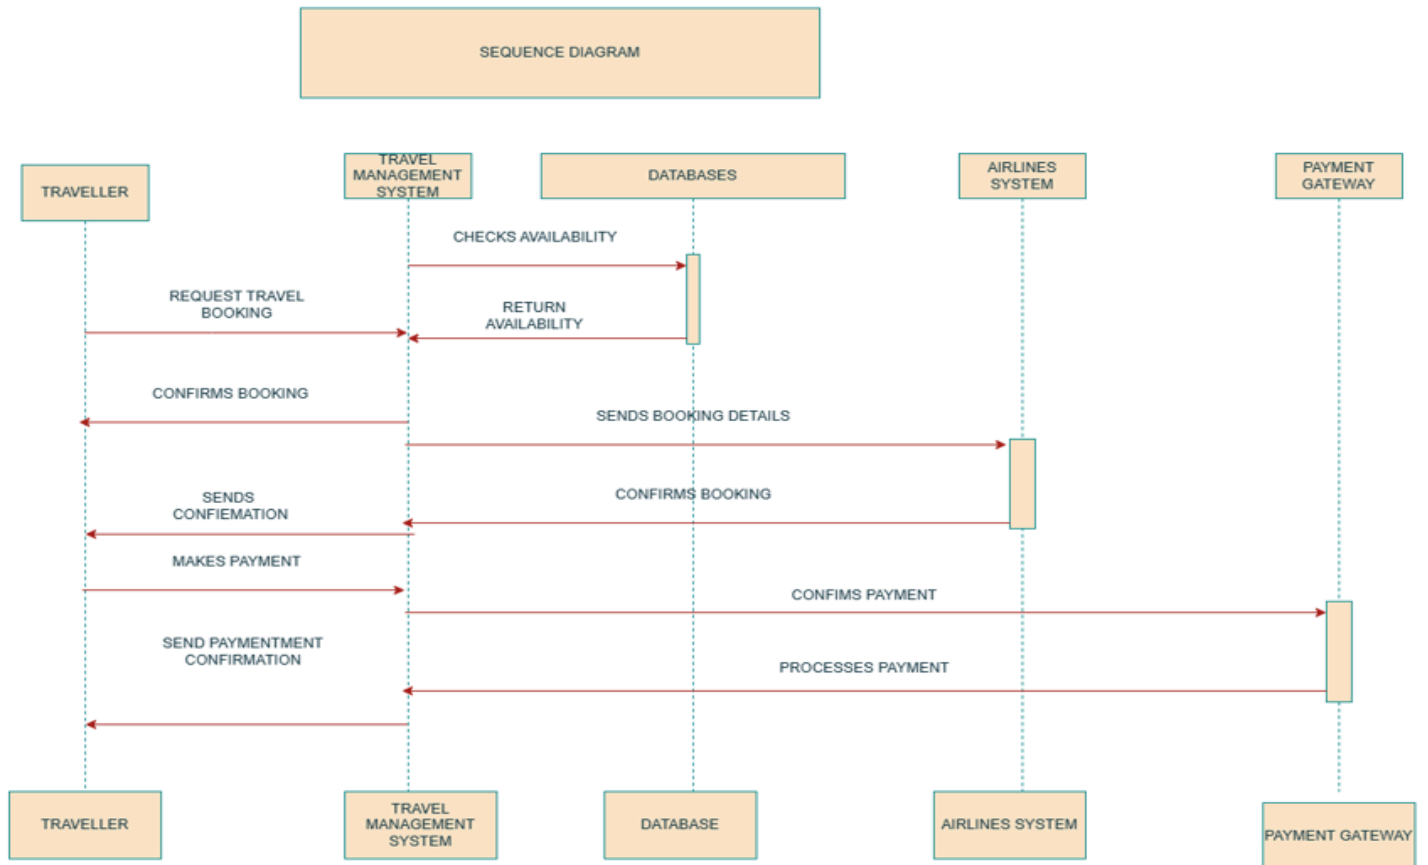 SEQUENCE DIAGRAM
TRAVELLER
TRAVEL
MANAGEMENT
SYSTEM
DATABASES
AIRLINES
SYSTEM
PAYMENT
GATEWAY
CHECKS AVAILABILITY
REQUEST TRAVEL
BOOKING
RETURN
AVAILABILITY
CONFIRMS BOOKING
SENDS BOOKING DETAILS
CONFIRMS BOOKING
SENDS
CONFIEMATION
MAKES PAYMENT
CONFIMS PAYMENT
SEND PAYMENTMENT
CONFIRMATION
PROCESSES PAYMENT
TRAVELLER
TRAVEL
MANAGEMENT
SYSTEM
DATABASE
AIRLINES SYSTEM
PAYMENT GATEWAY